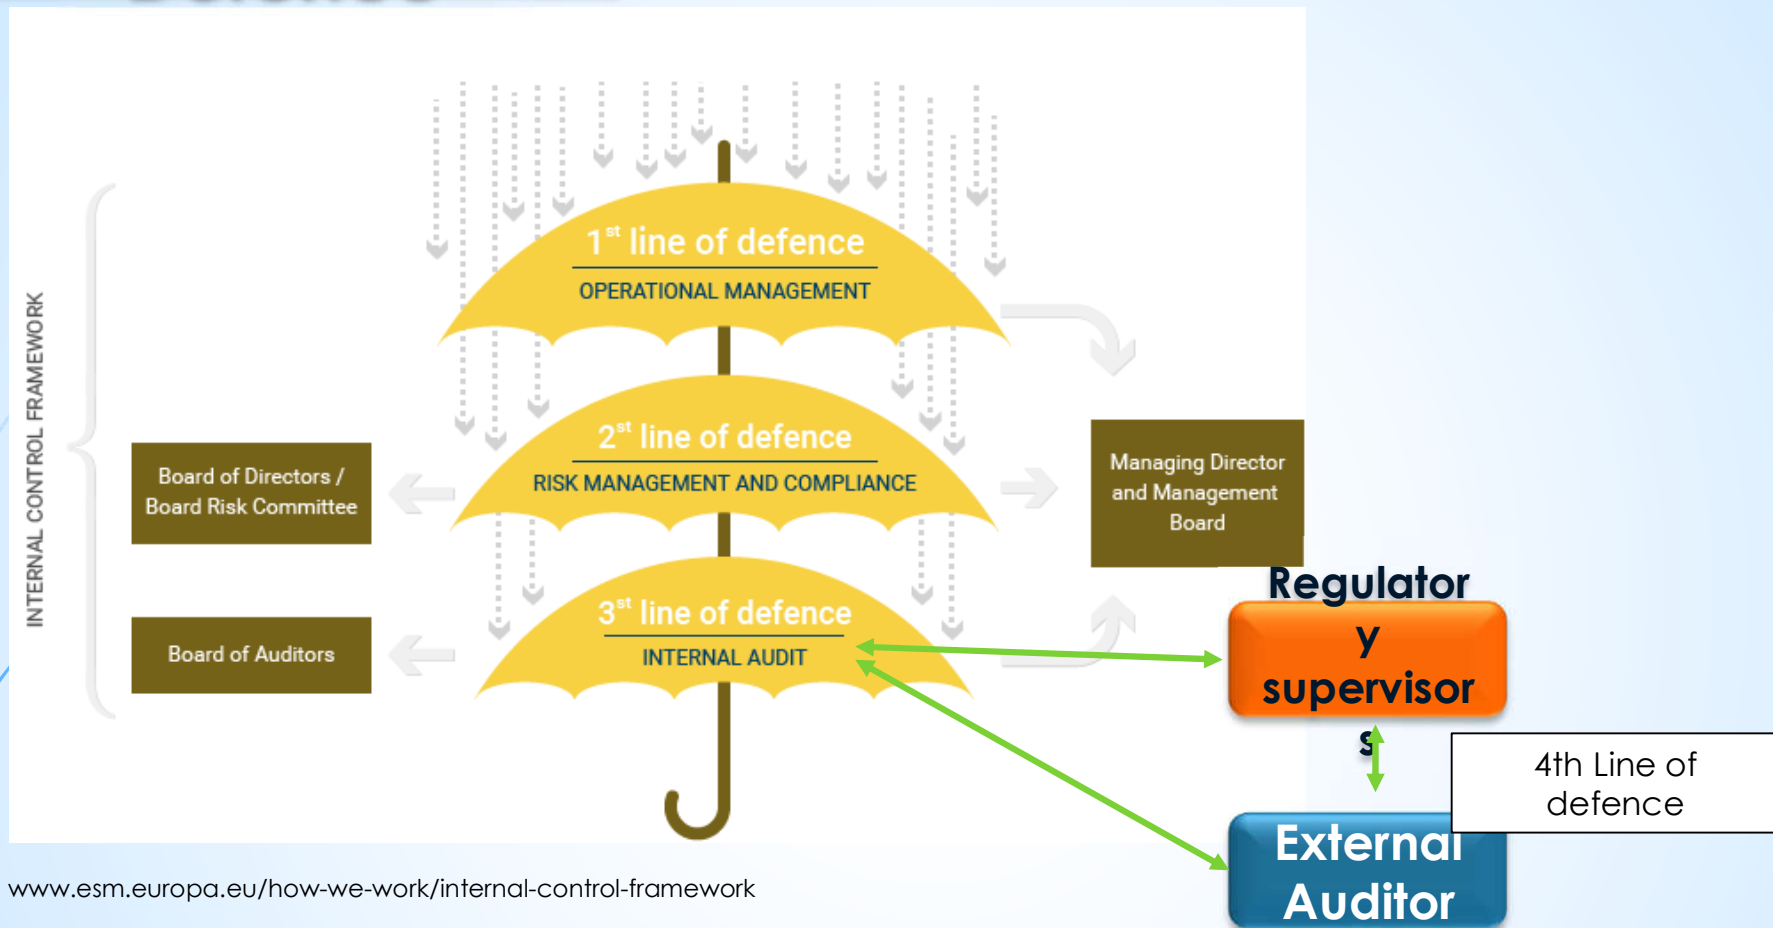 INTERNAL CONTROL FRAMEWORK
1st line of defence
OPERATIONAL MANAGEMENT
2st line of defence
RISK MANAGEMENT AND COMPLIANCE
3st line of defence
INTERNAL AUDIT
Board of Directors /
Board Risk Committee
Board of Auditors
Managing Director
and Management
Board
Regulator
y
supervisor
s
4th Line of
defence
External
Auditor
www.esm.europa.eu/how-we-work/internal-control-framework